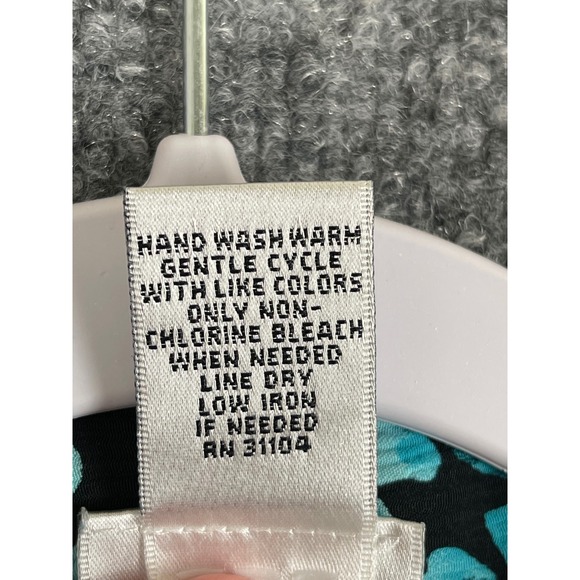 HAND WASH WARM
GENTLE CYCLE
WITH LIKE COLORS
ONLY NON-
CHLORINE BLEACH
WHEN NEEDED
LINE DRY
LOW IRON
IF NEEDED
RN 31104